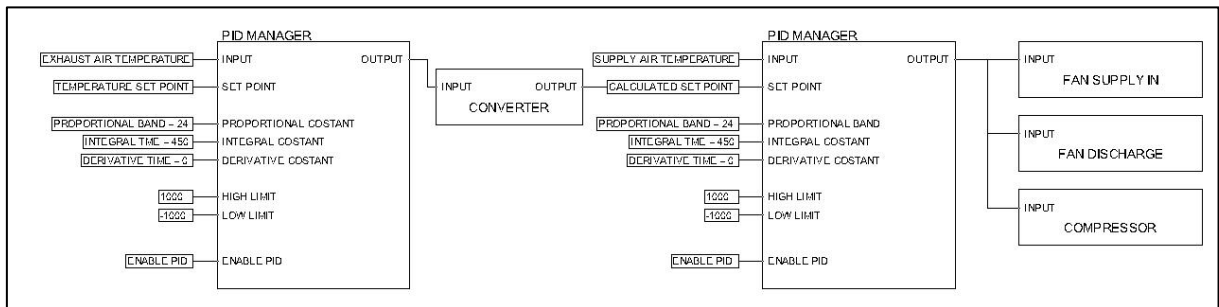 PID MANAGER
EXHAUST AIR TEMPERATURE
INPUT
OUTPUT
TEMPERATURE SET POINT
SET POINT
PROPORTIONAL BAND - 24
PROPORTIONAL COSTANT
INTEGRAL TME - 450
INTEGRAL COSTANT
DERIVATIVE TIME - 0
DERIVATIVE COSTANT
1000
HIGH LIMIT
-1000
LOW LIMIT
ENABLE PID
ENABLE PID
INPUT
OUTPUT
CONVERTER
PID MANAGER
SUPPLY AIR TEMPERATURE
INPUT
OUTPUT
CALCULATED SET POINT
SET POINT
PROPORTIONAL BAND - 24
PROPORTIONAL BAND
INTEGRAL TME - 450
INTEGRAL COSTANT
DERIVATIVE TIME - 0
DERIVATIVE COSTANT
1000
HIGH LIMIT
-1000
LOW LIMIT
ENABLE PID
ENABLE PID
INPUT
FAN SUPPLY IN
INPUT
FAN DISCHARGE
INPUT
COMPRESSOR